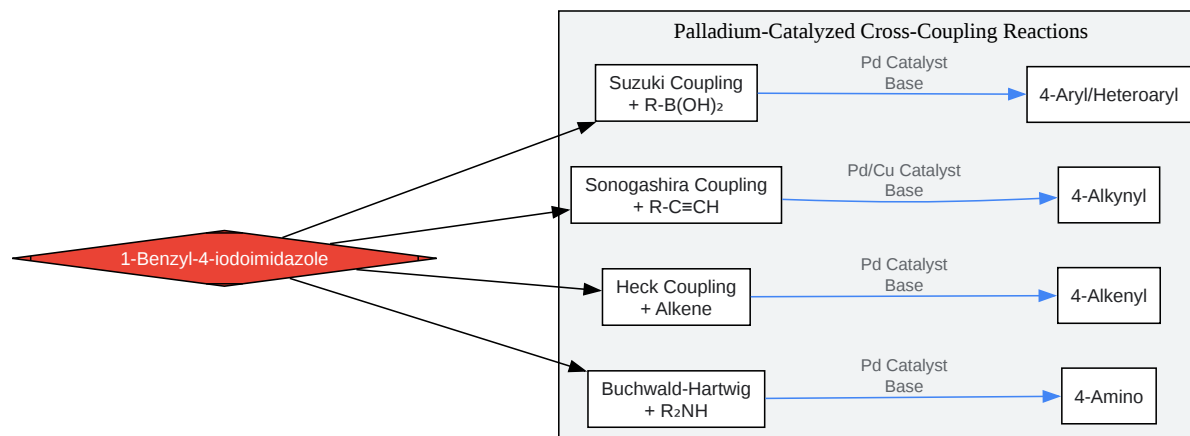 Palladium-Catalyzed Cross-Coupling Reactions
1-Benzyl-4-iodoimidazole
Suzuki Coupling
+ R-B(OH)₂
Pd Catalyst
Base
4-Aryl/Heteroaryl
Sonogashira Coupling
+ R-C≡CH
Pd/Cu Catalyst
Base
4-Alkynyl
Heck Coupling
+ Alkene
Pd Catalyst
Base
4-Alkenyl
Buchwald-Hartwig
+ R₂NH
Pd Catalyst
Base
4-Amino